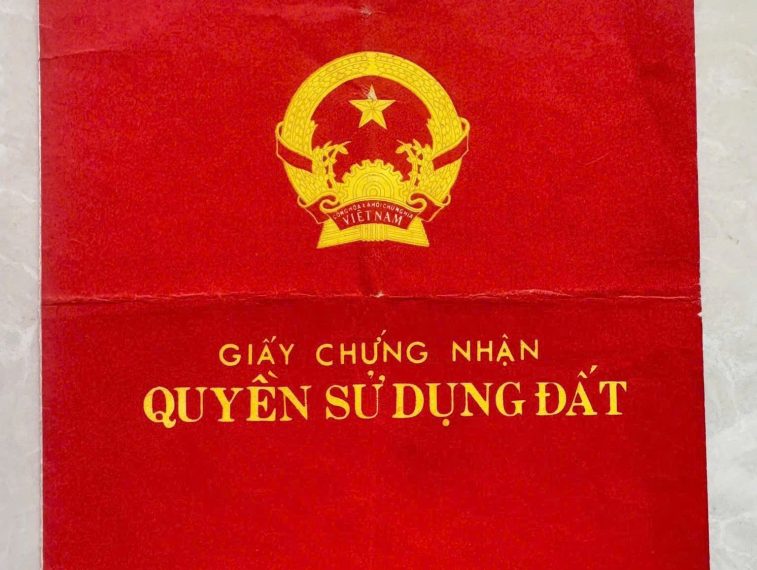 CỘNG HÒA XÃ HỘI CHỦ NGHĨA
VIỆT NAM
GIẤY CHỨNG NHẬN
QUYỀN SỬ DỤNG ĐẤT